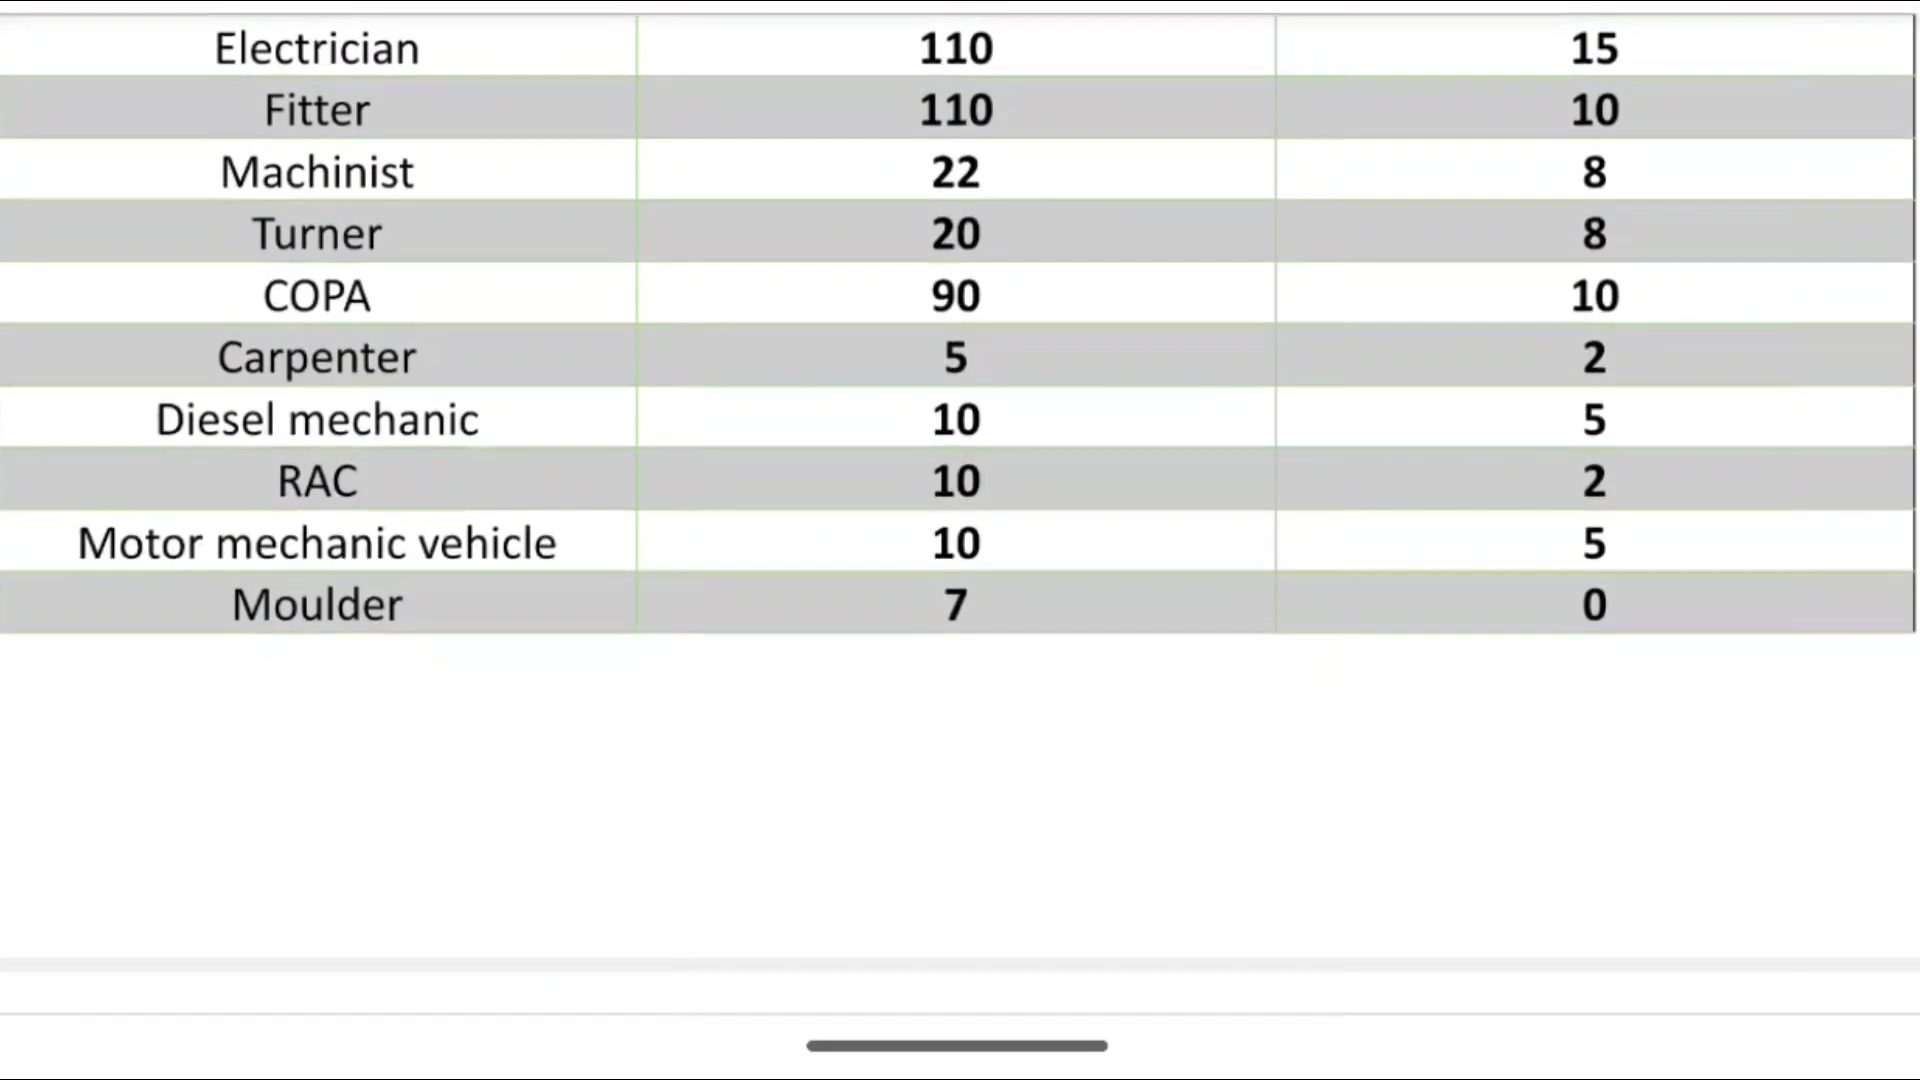 Electrician 110 15
Fitter 110 10
Machinist 22 8
Turner 20 8
COPA 90 10
Carpenter 5 2
Diesel mechanic 10 5
RAC 10 2
Motor mechanic vehicle 10 5
Moulder 7 0